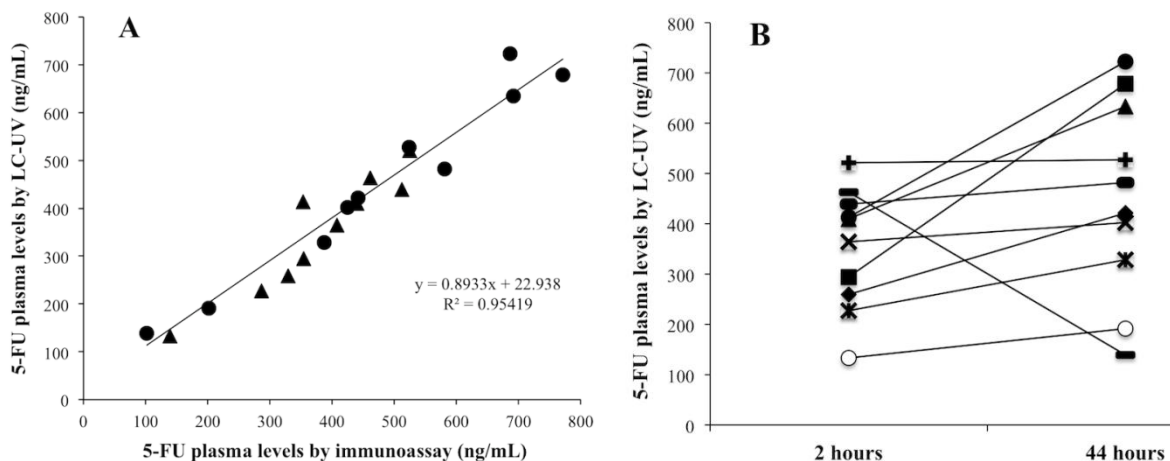 A
5-FU plasma levels by LC-UV (ng/mL)
800
700
600
500
400
300
200
100
0
y = 0.8933x + 22.938
R² = 0.95419
0 100 200 300 400 500 600 700 800
5-FU plasma levels by immunoassay (ng/mL)
B
5-FU plasma levels by LC-UV (ng/mL)
800
700
600
500
400
300
200
100
0
2 hours 44 hours